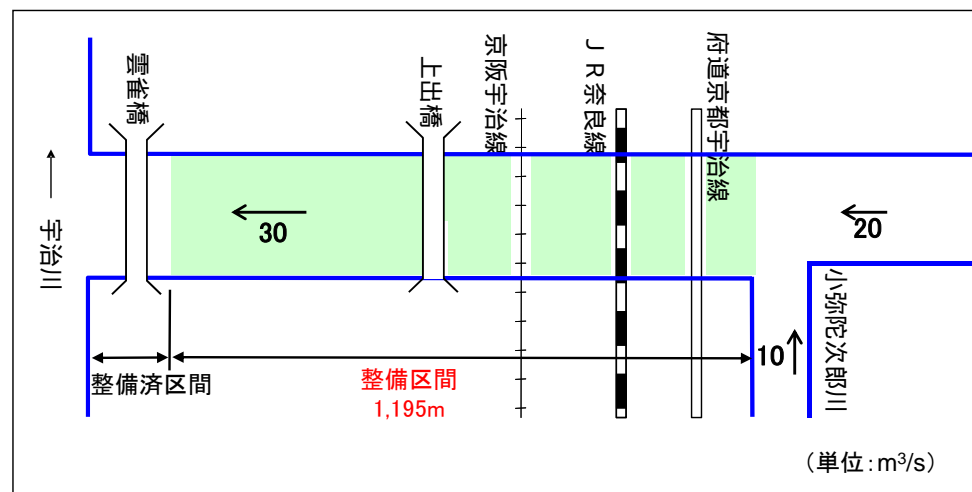 雲雀橋
上出橋
京阪宇治線
JR奈良線
府道京都宇治線
← 宇治川
30
20
10
小弥陀次郎川
整備済区間
整備区間
1,195m
（単位：m³/s）